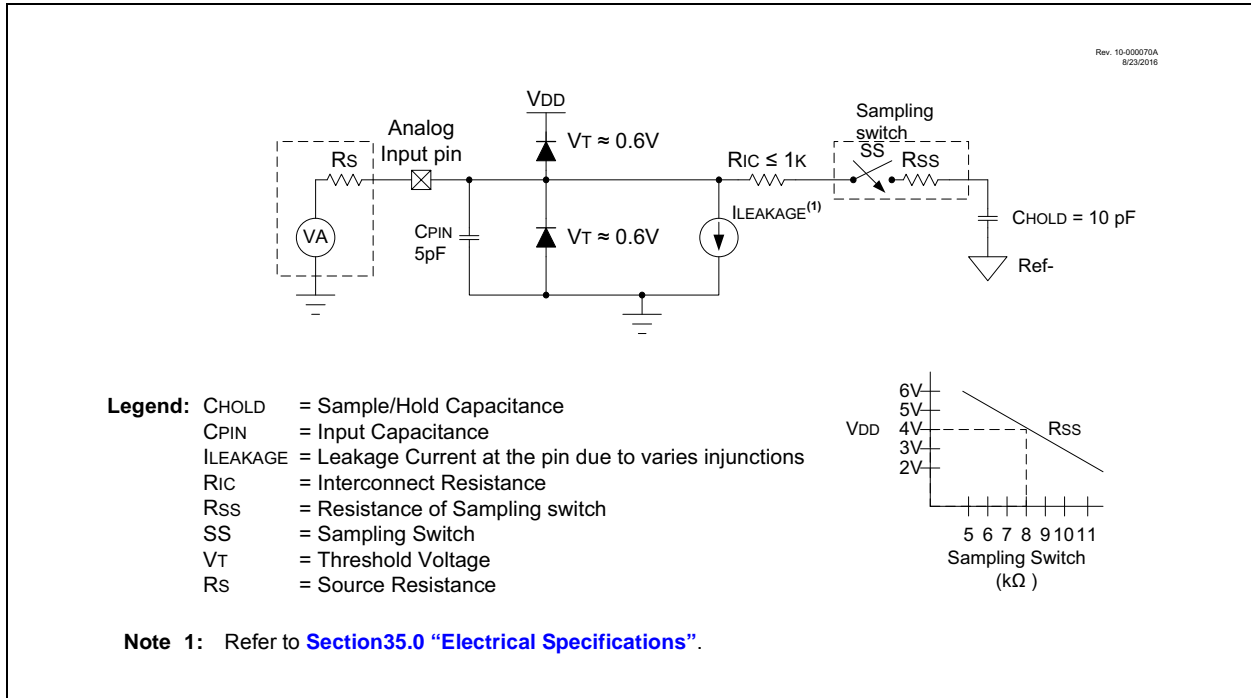 Rev. 10-000070A
8/23/2016
VDD
Sampling
switch
SS
RSS
Analog
Input pin
VT ≈ 0.6V
RIC ≤ 1K
RS
ILEAKAGE(1)
CHOLD = 10 pF
VA
CPIN
5pF
VT ≈ 0.6V
Ref-
Legend: CHOLD = Sample/Hold Capacitance
CPIN = Input Capacitance
ILEAKAGE = Leakage Current at the pin due to varies injunctions
RIC = Interconnect Resistance
RSS = Resistance of Sampling switch
SS = Sampling Switch
VT = Threshold Voltage
RS = Source Resistance
6V
5V
VDD 4V RSS
3V
2V
5 6 7 8 9 10 11
Sampling Switch
(kΩ )
Note 1: Refer to Section35.0 “Electrical Specifications”.